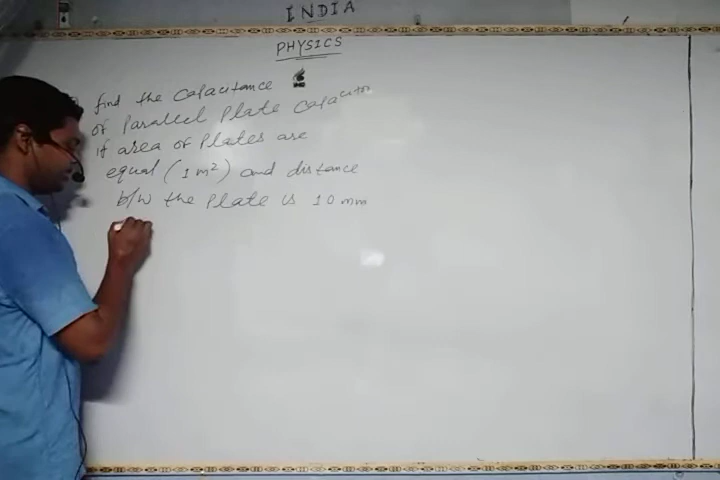 INDIA
PHYSICS
find the capacitance
of Parallel Plate capacitor
if area of Plates are
equal (1 m²) and distance
b/w the Plate is 10 mm